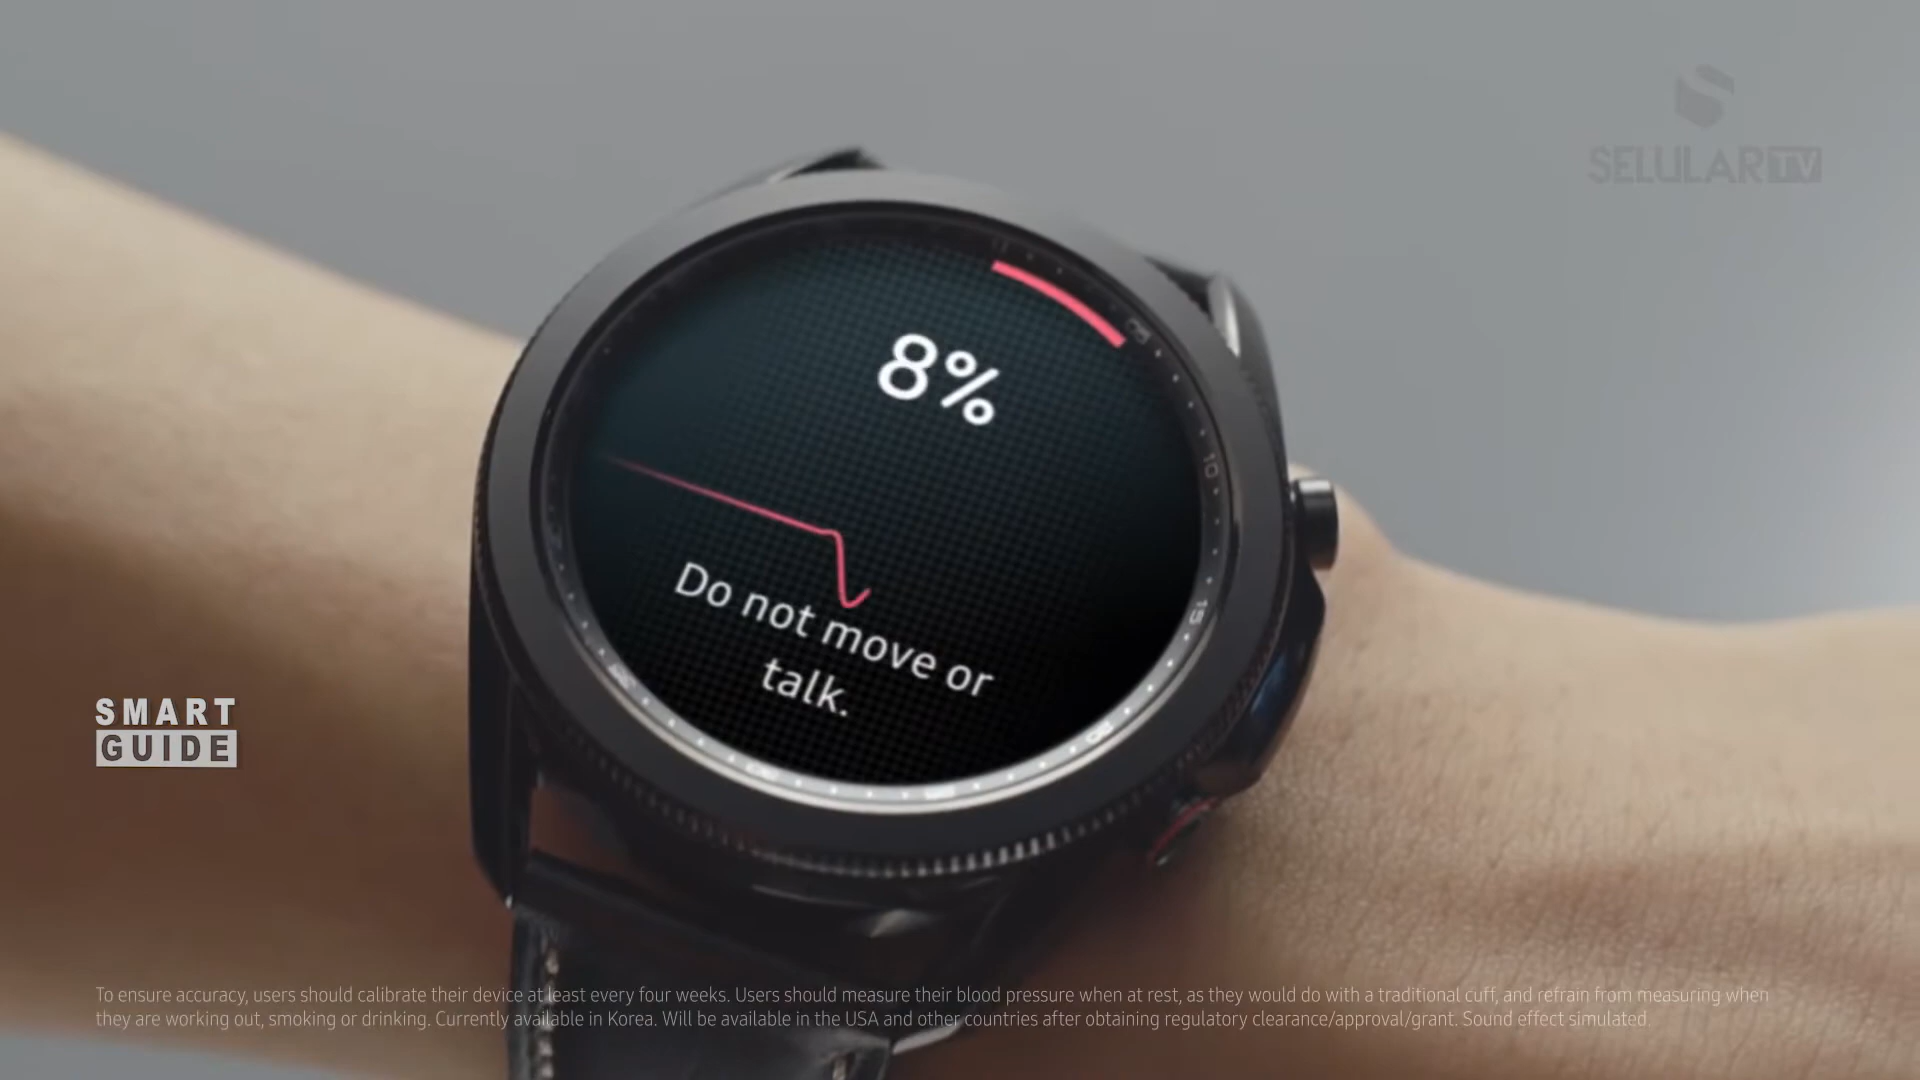 SELULAR TV
8%
10
Do not move or
talk.
15
SMART
GUIDE
To ensure accuracy, users should calibrate their device at least every four weeks. Users should measure their blood pressure when at rest, as they would do with a traditional cuff, and refrain from measuring when
they are working out, smoking or drinking. Currently available in Korea. Will be available in the USA and other countries after obtaining regulatory clearance/approval/grant. Sound effect simulated.